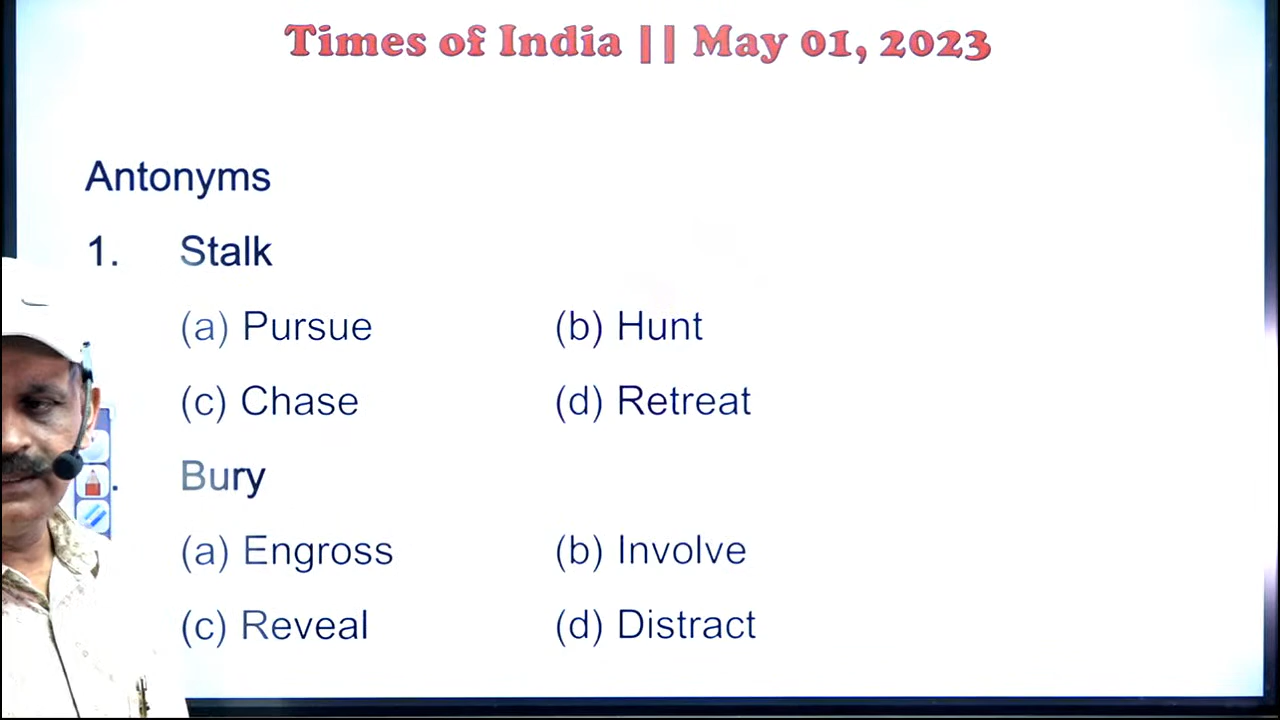 Times of India || May 01, 2023
Antonyms
1. Stalk
(a) Pursue (b) Hunt
(c) Chase (d) Retreat
. Bury
(a) Engross (b) Involve
(c) Reveal (d) Distract